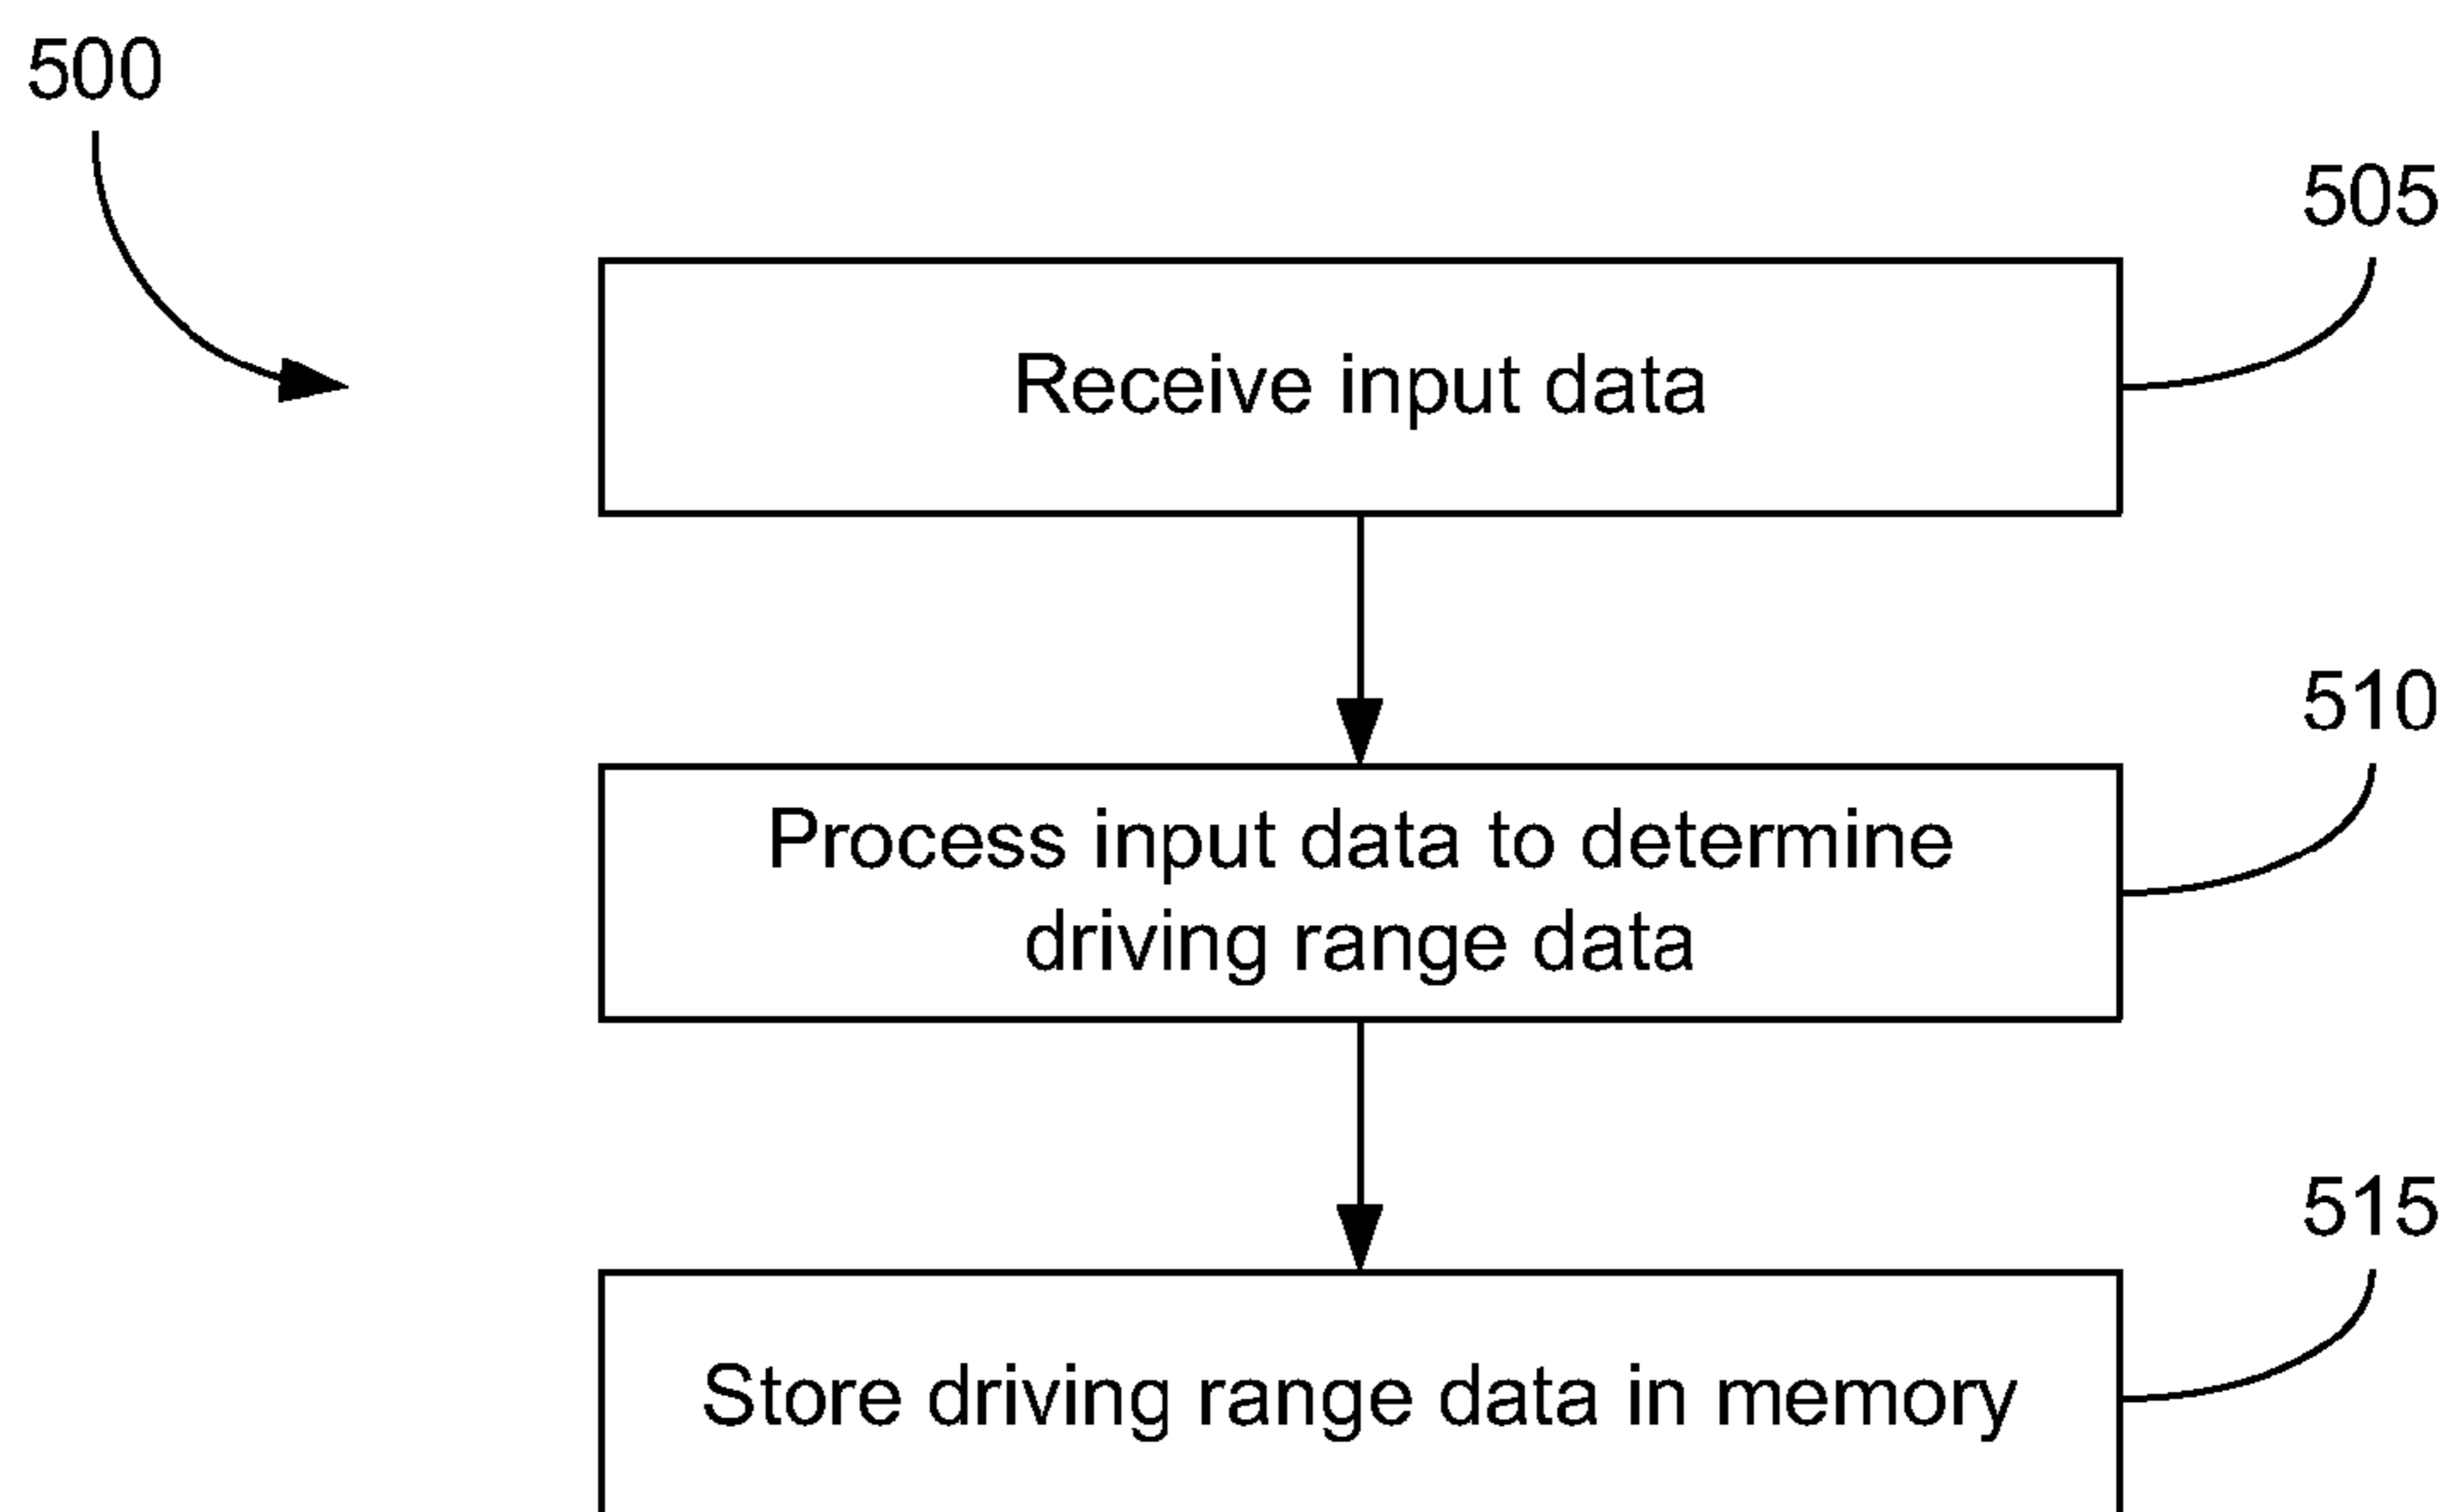 500
505
Receive input data
510
Process input data to determine
driving range data
515
Store driving range data in memory